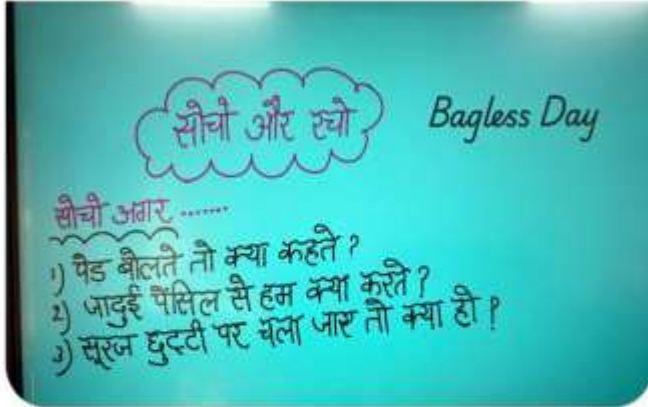 सोचो और रचो
Bagless Day
सोचो अगर .......
1) पेड बोलते तो क्या कहते ?
2) जादुई पेंसिल से हम क्या करते ?
3) सूरज छुट्टी पर चला जाए तो क्या हो ?